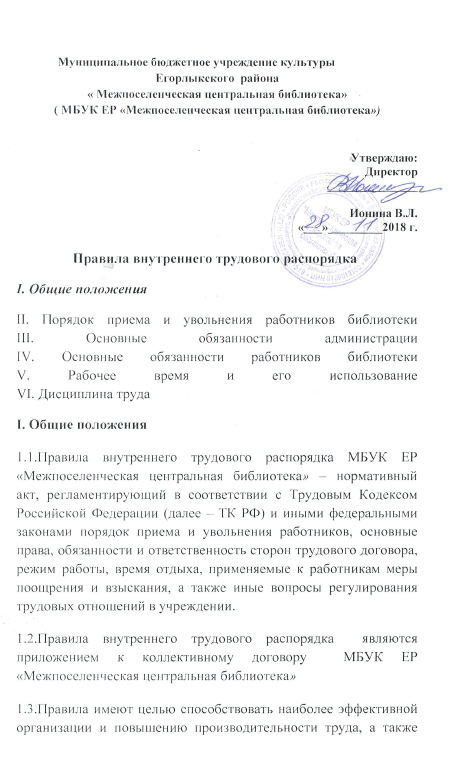 Муниципальное бюджетное учреждение культуры
Егорлыкского района
« Межпоселенческая центральная библиотека»
( МБУК ЕР «Межпоселенческая центральная библиотека»)
Утверждаю:
Директор
Ионина В.Л.
«28» 11 2018 г.
Правила внутреннего трудового распорядка
I. Общие положения
II. Порядок приема и увольнения работников библиотеки
III. Основные обязанности администрации
IV. Основные обязанности работников библиотеки
V. Рабочее время и его использование
VI. Дисциплина труда
I. Общие положения
1.1.Правила внутреннего трудового распорядка МБУК ЕР
«Межпоселенческая центральная библиотека» – нормативный
акт, регламентирующий в соответствии с Трудовым Кодексом
Российской Федерации (далее – ТК РФ) и иными федеральными
законами порядок приема и увольнения работников, основные
права, обязанности и ответственность сторон трудового договора,
режим работы, время отдыха, применяемые к работникам меры
поощрения и взыскания, а также иные вопросы регулирования
трудовых отношений в учреждении.
1.2.Правила внутреннего трудового распорядка являются
приложением к коллективному договору МБУК ЕР
«Межпоселенческая центральная библиотека»
1.3.Правила имеют целью способствовать наиболее эффективной
организации и повышению производительности труда, а также